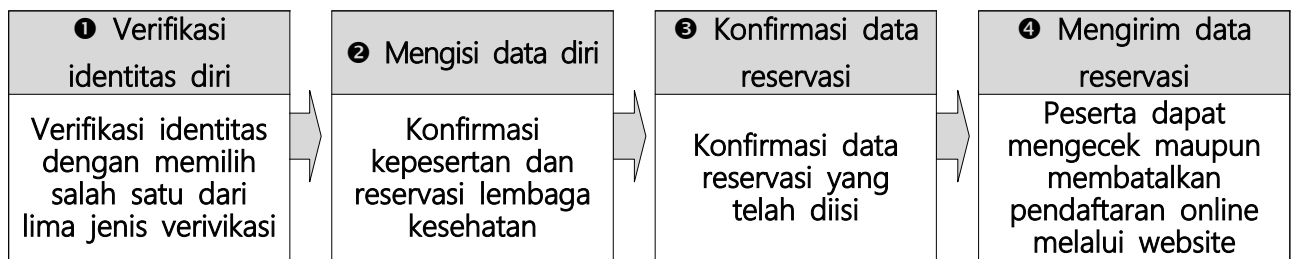 ❶ Verifikasi
identitas diri
Verifikasi identitas
dengan memilih
salah satu dari
lima jenis verivikasi
❷ Mengisi data diri
Konfirmasi
kepesertan dan
reservasi lembaga
kesehatan
❸ Konfirmasi data
reservasi
Konfirmasi data
reservasi yang
telah diisi
❹ Mengirim data
reservasi
Peserta dapat
mengecek maupun
membatalkan
pendaftaran online
melalui website